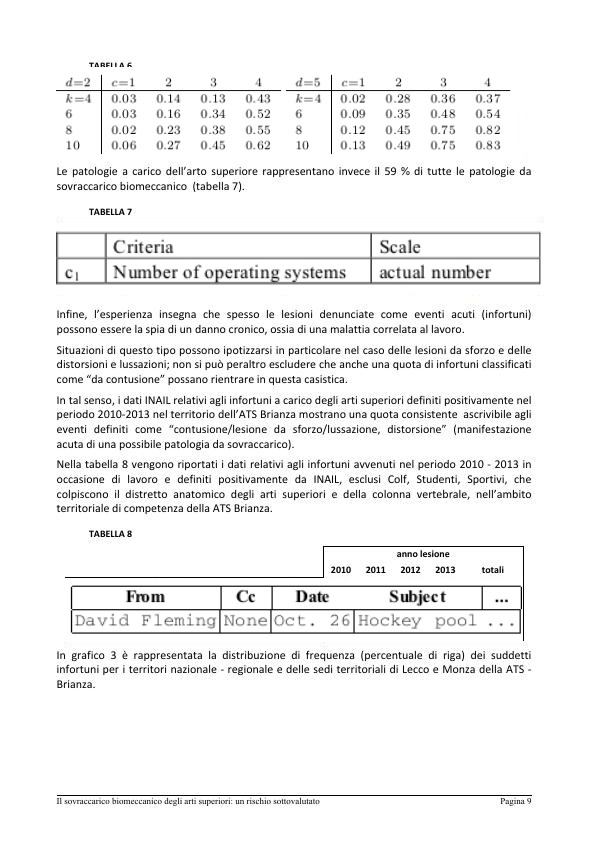 TABELLA 6
d=2 c=1 2 3 4 d=5 c=1 2 3 4
k=4 0.03 0.14 0.13 0.43 k=4 0.02 0.28 0.36 0.37
6 0.03 0.16 0.34 0.52 6 0.09 0.35 0.48 0.54
8 0.02 0.23 0.38 0.55 8 0.12 0.45 0.75 0.82
10 0.06 0.27 0.45 0.62 10 0.13 0.49 0.75 0.83
Le patologie a carico dell’arto superiore rappresentano invece il 59 % di tutte le patologie da
sovraccarico biomeccanico (tabella 7).
TABELLA 7
Criteria Scale
c1 Number of operating systems actual number
Infine, l’esperienza insegna che spesso le lesioni denunciate come eventi acuti (infortuni)
possono essere la spia di un danno cronico, ossia di una malattia correlata al lavoro.
Situazioni di questo tipo possono ipotizzarsi in particolare nel caso delle lesioni da sforzo e delle
distorsioni e lussazioni; non si può peraltro escludere che anche una quota di infortuni classificati
come “da contusione” possano rientrare in questa casistica.
In tal senso, i dati INAIL relativi agli infortuni a carico degli arti superiori definiti positivamente nel
periodo 2010-2013 nel territorio dell’ATS Brianza mostrano una quota consistente ascrivibile agli
eventi definiti come “contusione/lesione da sforzo/lussazione, distorsione” (manifestazione
acuta di una possibile patologia da sovraccarico).
Nella tabella 8 vengono riportati i dati relativi agli infortuni avvenuti nel periodo 2010 - 2013 in
occasione di lavoro e definiti positivamente da INAIL, esclusi Colf, Studenti, Sportivi, che
colpiscono il distretto anatomico degli arti superiori e della colonna vertebrale, nell’ambito
territoriale di competenza della ATS Brianza.
TABELLA 8
anno lesione
2010 2011 2012 2013 totali
From Cc Date Subject ...
David Fleming None Oct. 26 Hockey pool ...
In grafico 3 è rappresentata la distribuzione di frequenza (percentuale di riga) dei suddetti
infortuni per i territori nazionale - regionale e delle sedi territoriali di Lecco e Monza della ATS -
Brianza.
Il sovraccarico biomeccanico degli arti superiori: un rischio sottovalutato Pagina 9